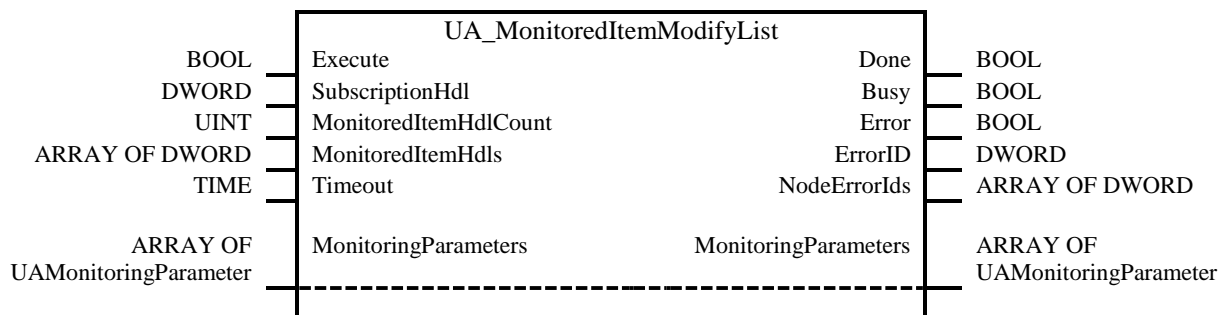 UA_MonitoredItemModifyList
BOOL Execute Done BOOL
DWORD SubscriptionHdl Busy BOOL
UINT MonitoredItemHdlCount Error BOOL
ARRAY OF DWORD MonitoredItemHdls ErrorID DWORD
TIME Timeout NodeErrorIds ARRAY OF DWORD
ARRAY OF MonitoringParameters MonitoringParameters ARRAY OF
UAMonitoringParameter UAMonitoringParameter